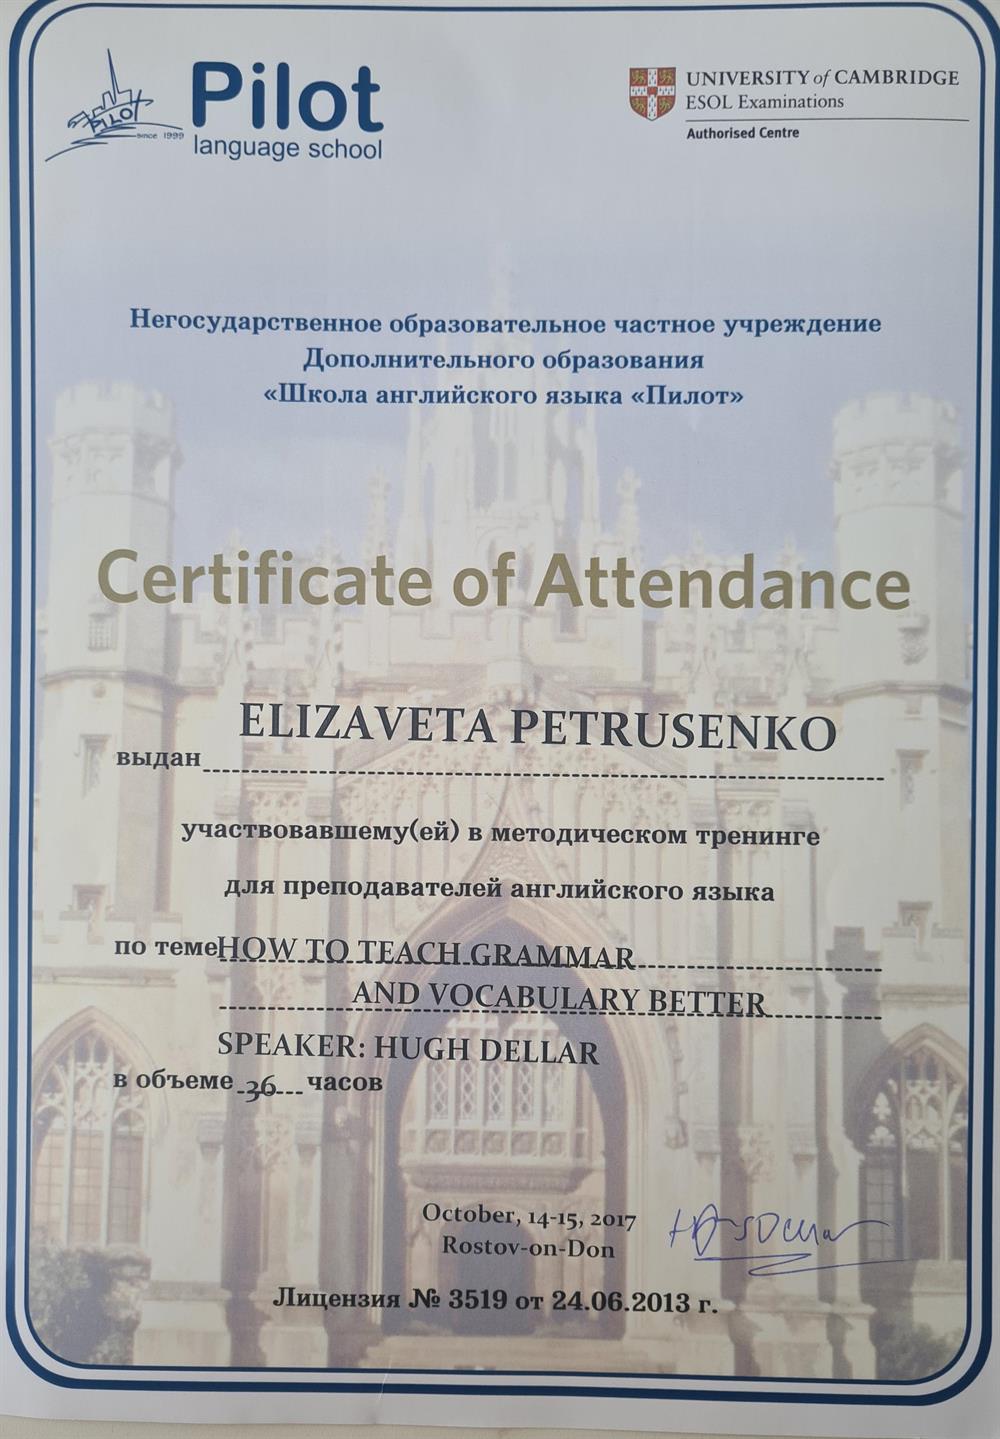 PILOT
since 1999
Pilot
language school
UNIVERSITY of CAMBRIDGE
ESOL Examinations
Authorised Centre
Негосударственное образовательное частное учреждение
Дополнительного образования
«Школа английского языка «Пилот»
Certificate of Attendance
ELIZAVETA PETRUSENKO
выдан
участвовавшему(ей) в методическом тренинге
для преподавателей английского языка
по теме HOW TO TEACH GRAMMAR
AND VOCABULARY BETTER
SPEAKER: HUGH DELLAR
в объеме 36 часов
October, 14-15, 2017
Rostov-on-Don
Лицензия № 3519 от 24.06.2013 г.